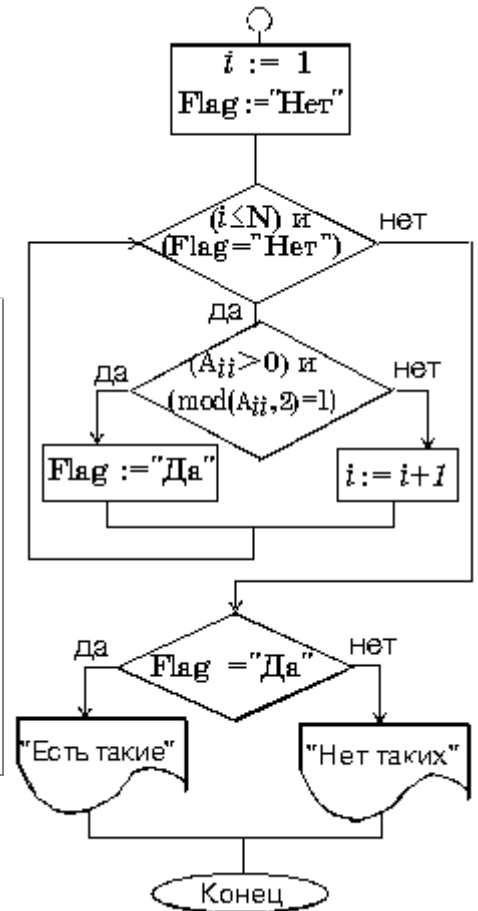 i := 1
Flag :="Нет"
(i≤N) и
(Flag="Нет")
нет
да
(Aii>0) и
(mod(Aii,2)=1)
да
нет
Flag :="Да"
i := i+1
Flag ="Да"
да
нет
"Есть такие"
"Нет таких"
Конец